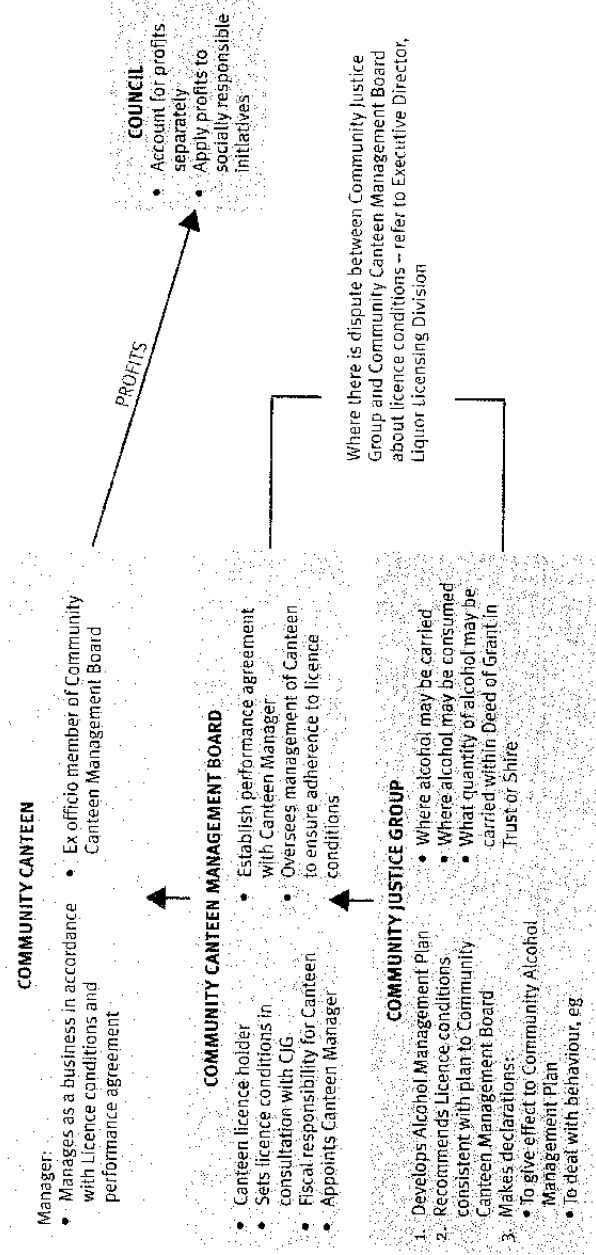 COMMUNITY CANTEEN
Manager:
• Manages as a business in accordance
with Licence conditions and
performance agreement
• Ex officio member of Community
Canteen Management Board
PROFITS
COUNCIL
• Account for profits
separately
• Apply profits to
socially responsible
initiatives
COMMUNITY CANTEEN MANAGEMENT BOARD
• Canteen licence holder
• Sets licence conditions in
consultation with CJG
• Fiscal responsibility for Canteen
• Appoints Canteen Manager
• Establish performance agreement
with Canteen Manager
• Oversees management of Canteen
to ensure adherence to licence
conditions
Where there is dispute between Community Justice
Group and Community Canteen Management Board
about licence conditions – refer to Executive Director,
Liquor Licensing Division
COMMUNITY JUSTICE GROUP
1. Develops Alcohol Management Plan
2. Recommends Licence conditions
consistent with plan to Community
Canteen Management Board
3. Makes declarations:
• To give effect to Community Alcohol
Management Plan
• To deal with behaviour, eg
• Where alcohol may be carried
• Where alcohol may be consumed
• What quantity of alcohol may be
carried within Deed of Grant in
Trust or Shire